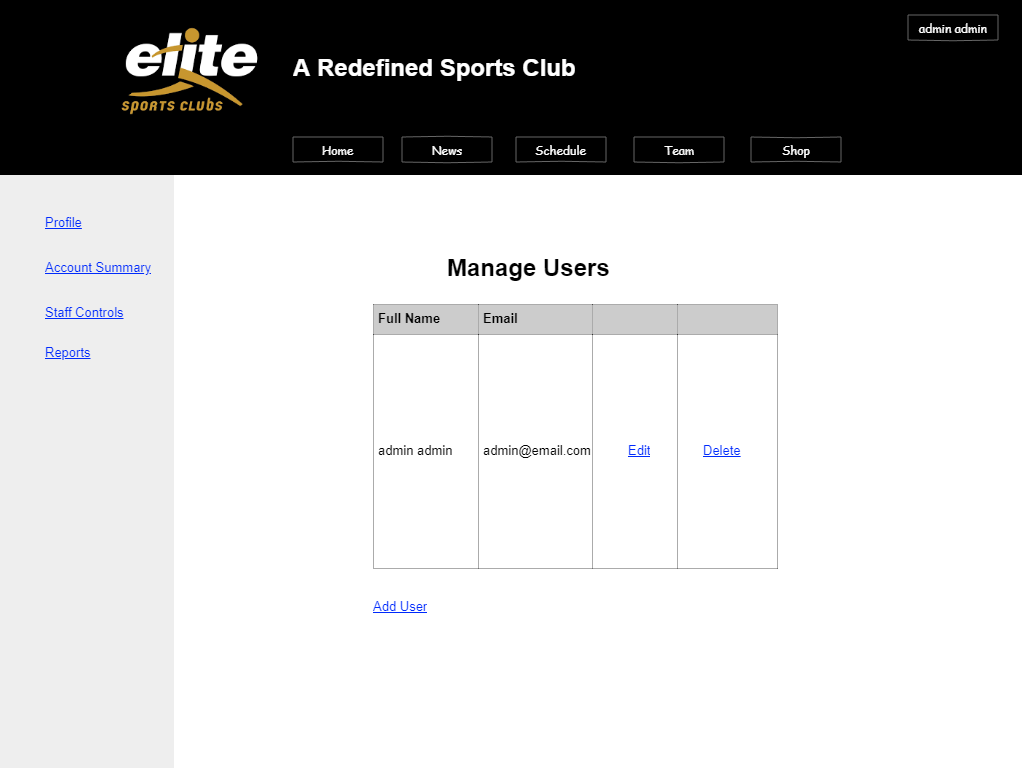 admin admin
elite
SPORTS CLUBS
A Redefined Sports Club
Home News Schedule Team Shop
Profile
Account Summary
Staff Controls
Reports
Manage Users
Full Name Email
admin admin admin@email.com Edit Delete
Add User